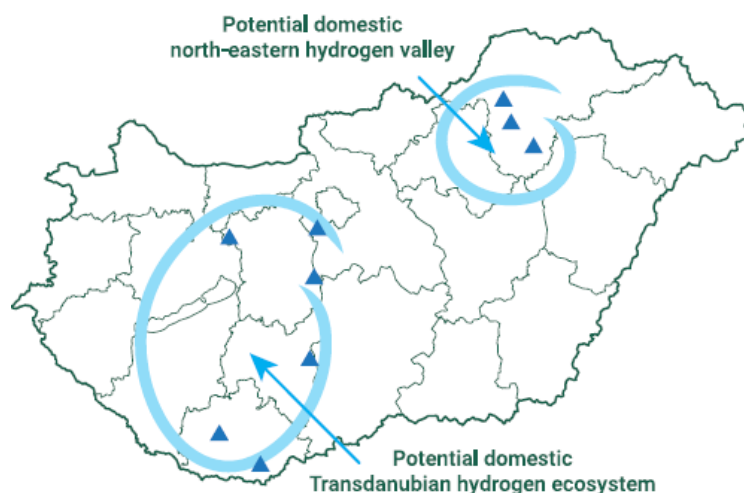 Potential domestic
north-eastern hydrogen valley
Potential domestic
Transdanubian hydrogen ecosystem